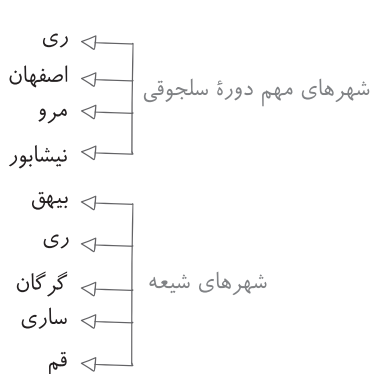 شهرهای مهم دورهٔ سلجوقی
ری
اصفهان
مرو
نیشابور
شهرهای شیعه
بیهق
ری
گرگان
ساری
قم